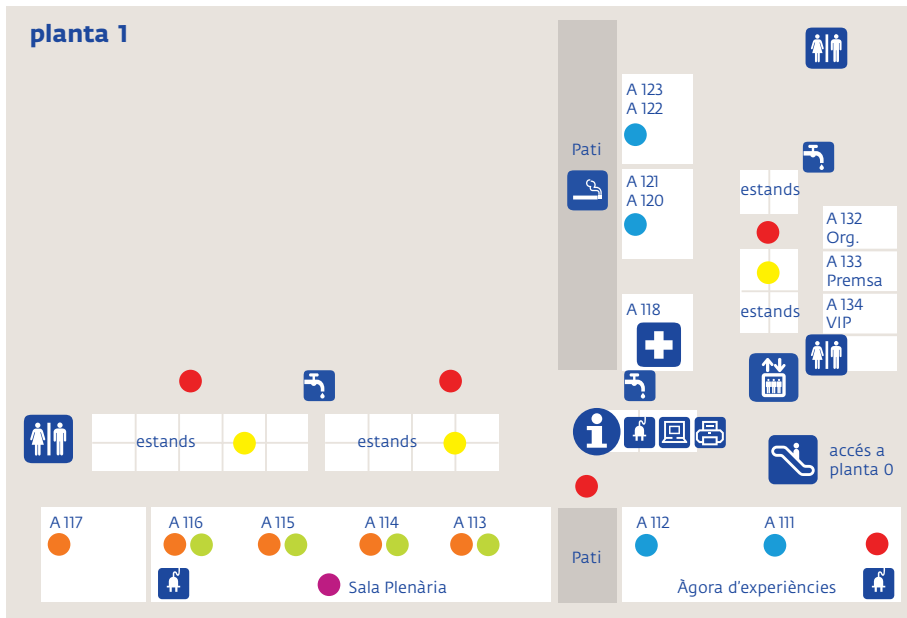 planta 1
A 123
A 122
Pati
A 121
A 120
estands
A 132
Org.
A 133
Premsa
A 118
estands
A 134
VIP
estands
estands
accés a
planta 0
A 117
A 116
A 115
A 114
A 113
A 112
A 111
Pati
Sala Plenària
Àgora d'experiències